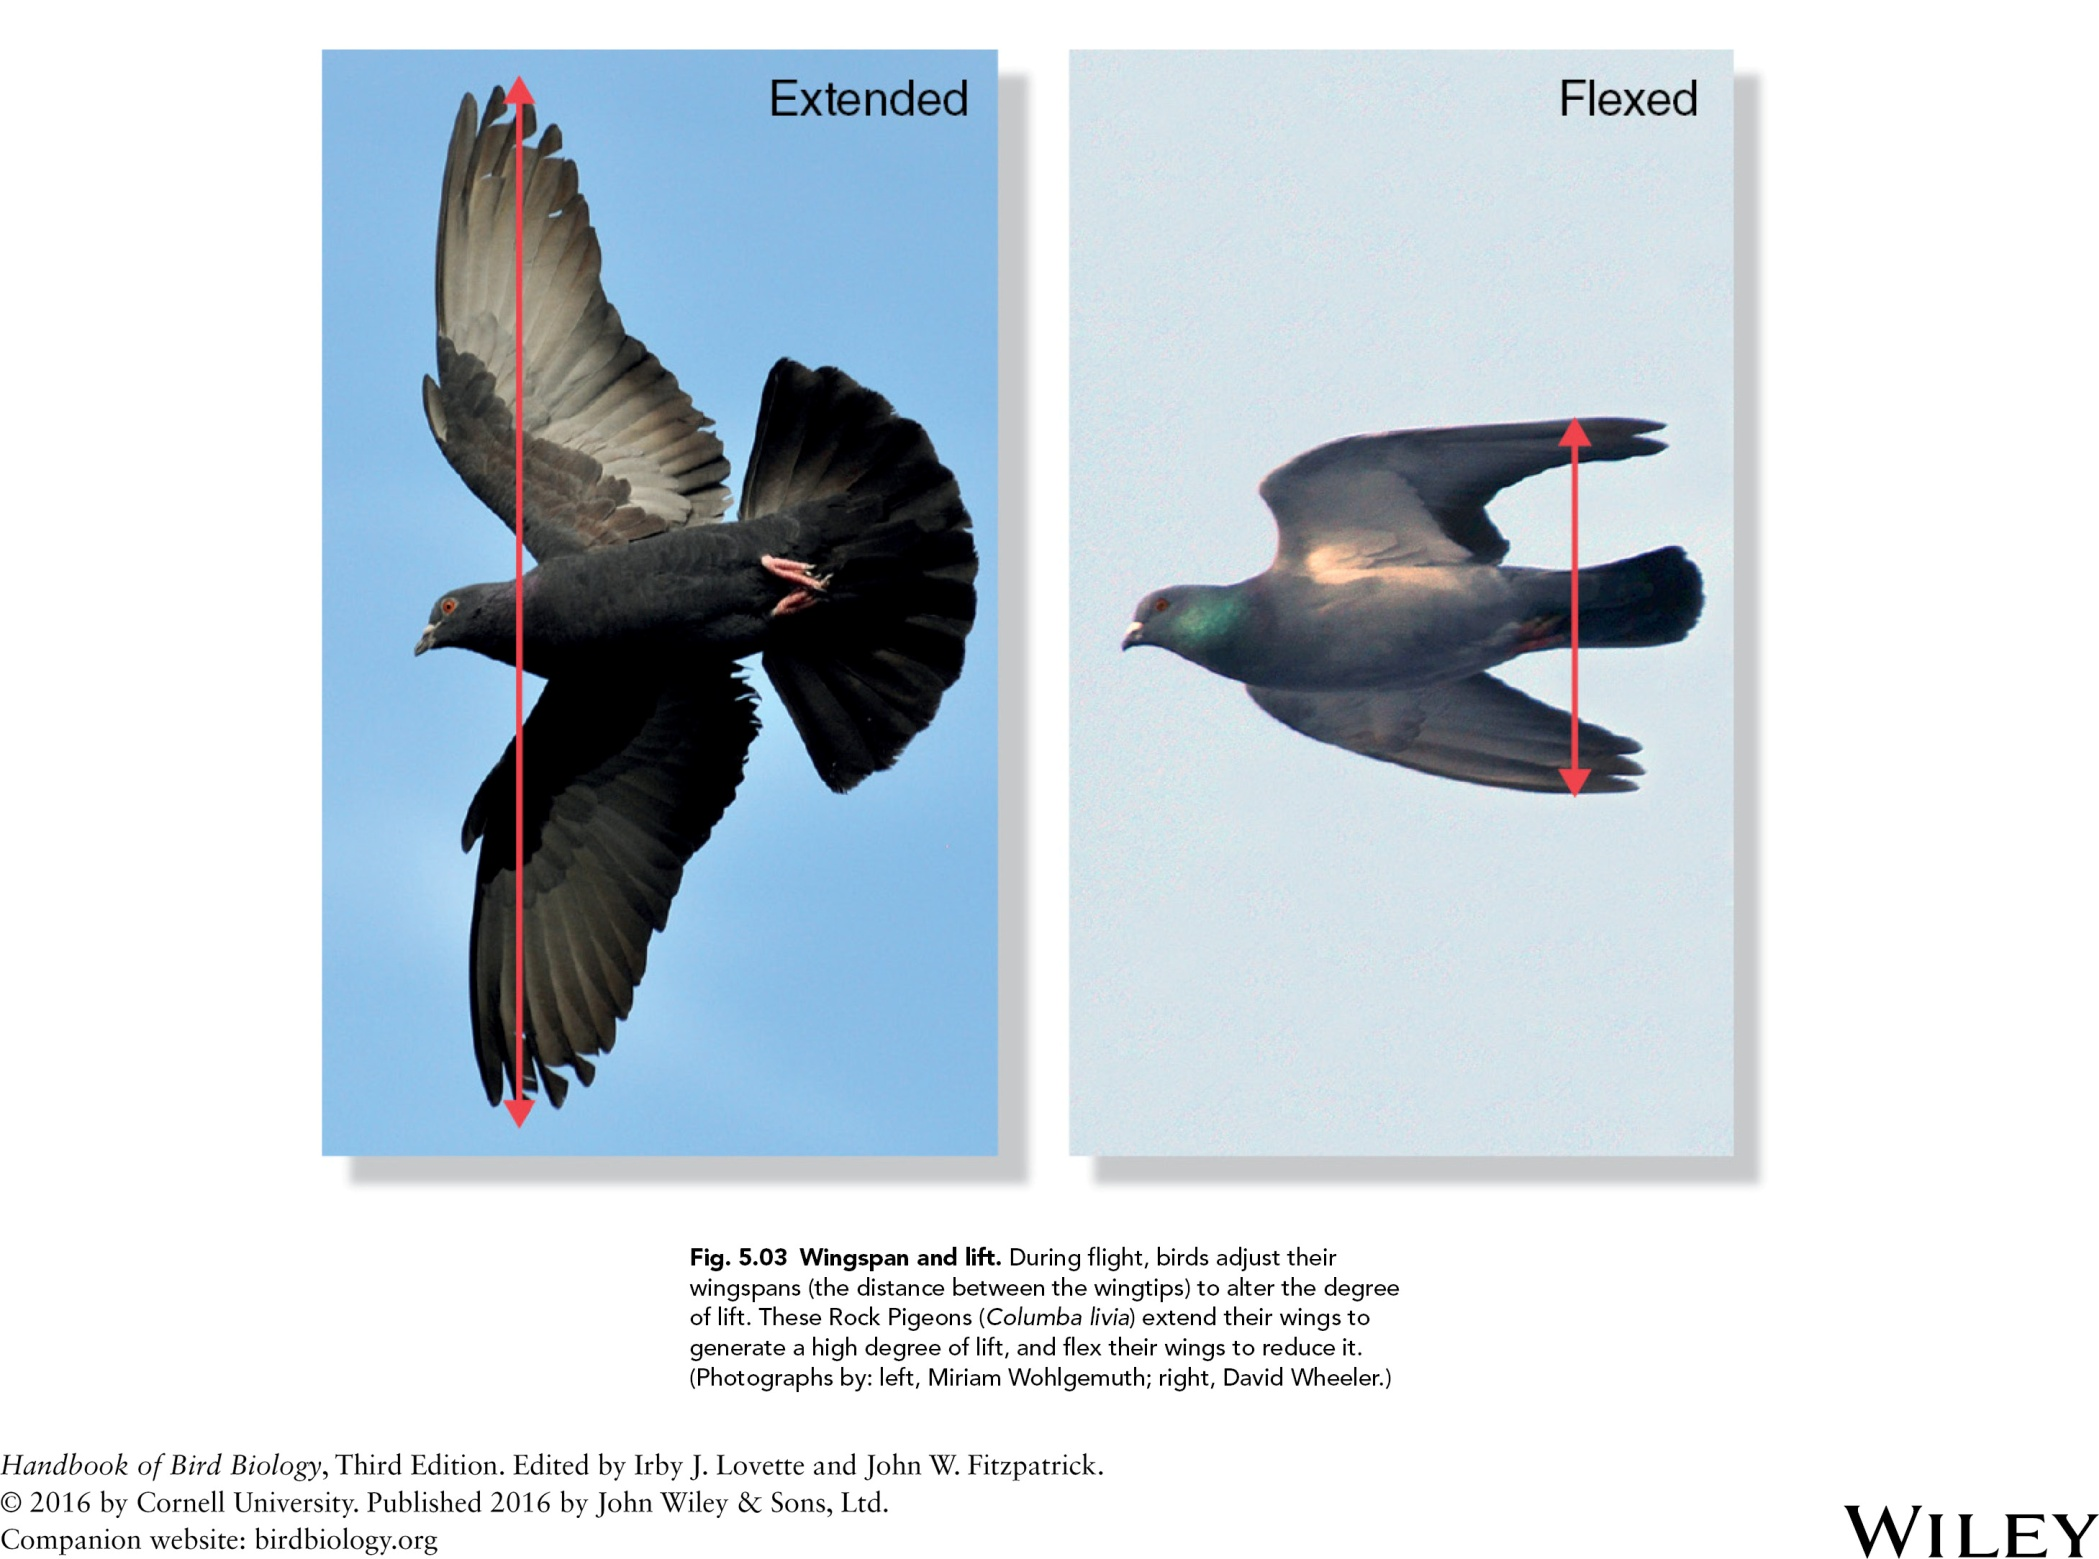 Extended
Flexed
Fig. 5.03 Wingspan and lift. During flight, birds adjust their
wingspans (the distance between the wingtips) to alter the degree
of lift. These Rock Pigeons (Columba livia) extend their wings to
generate a high degree of lift, and flex their wings to reduce it.
(Photographs by: left, Miriam Wohlgemuth; right, David Wheeler.)
Handbook of Bird Biology, Third Edition. Edited by Irby J. Lovette and John W. Fitzpatrick.
© 2016 by Cornell University. Published 2016 by John Wiley & Sons, Ltd.
Companion website: birdbiology.org
WILEY